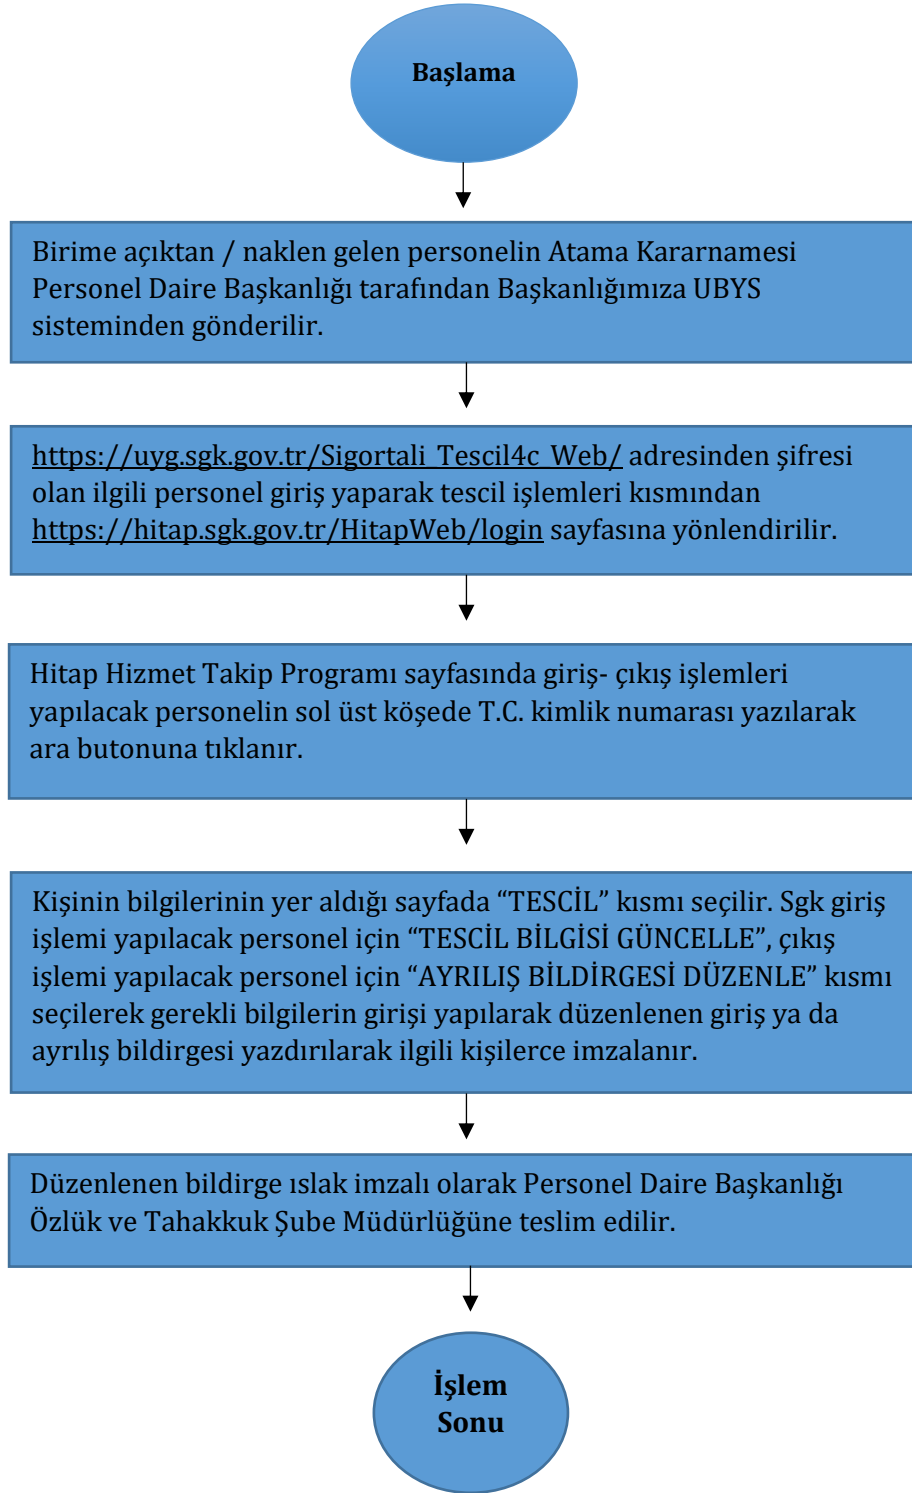 Başlama
Birime açıktan / naklen gelen personelin Atama Kararnamesi
Personel Daire Başkanlığı tarafından Başkanlığımıza UBYS
sisteminden gönderilir.
https://uyg.sgk.gov.tr/Sigortali_Tescil4c_Web/ adresinden şifresi
olan ilgili personel giriş yaparak tescil işlemleri kısmından
https://hitap.sgk.gov.tr/HitapWeb/login sayfasına yönlendirilir.
Hitap Hizmet Takip Programı sayfasında giriş- çıkış işlemleri
yapılacak personelin sol üst köşede T.C. kimlik numarası yazılarak
ara butonuna tıklanır.
Kişinin bilgilerinin yer aldığı sayfada “TESCİL” kısmı seçilir. Sgk giriş
işlemi yapılacak personel için “TESCİL BİLGİSİ GÜNCELLE”, çıkış
işlemi yapılacak personel için “AYRILIŞ BİLDİRGESİ DÜZENLE” kısmı
seçilerek gerekli bilgilerin girişi yapılarak düzenlenen giriş ya da
ayrılış bildirgesi yazdırılarak ilgili kişilerce imzalanır.
Düzenlenen bildirge ıslak imzalı olarak Personel Daire Başkanlığı
Özlük ve Tahakkuk Şube Müdürlüğüne teslim edilir.
İşlem
Sonu